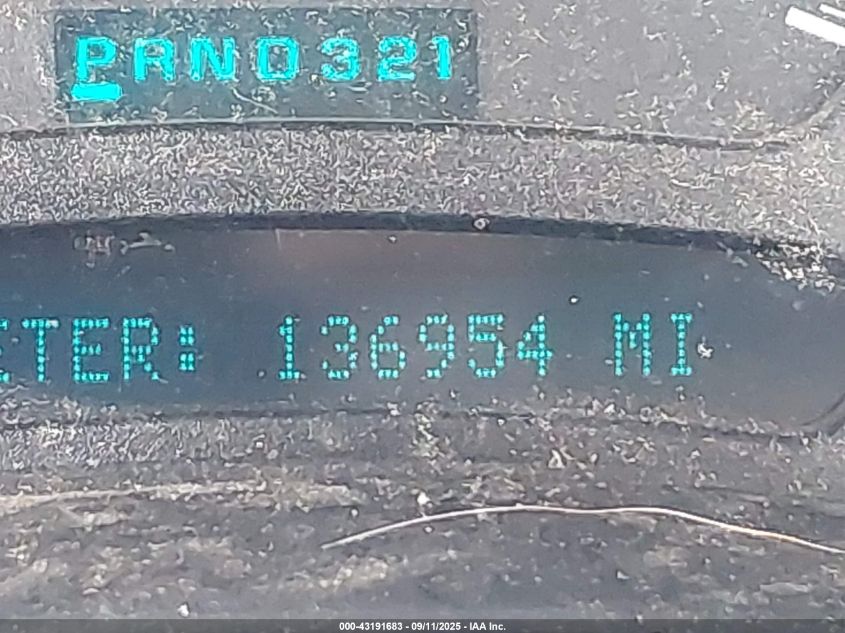 PRND321
ETER: 136954 MI
000-43191683 - 09/11/2025 - IAA Inc.